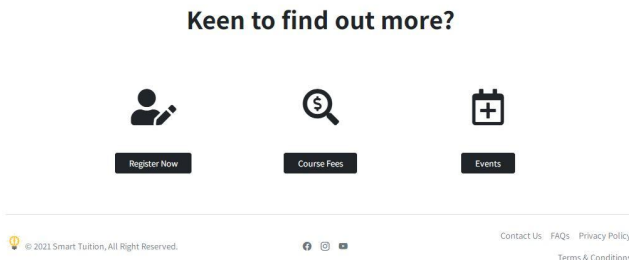 Keen to find out more?
$
Register Now
Course Fees
Events
© 2021 Smart Tuition, All Right Reserved.
Contact Us FAQs Privacy Policy
Terms & Conditions